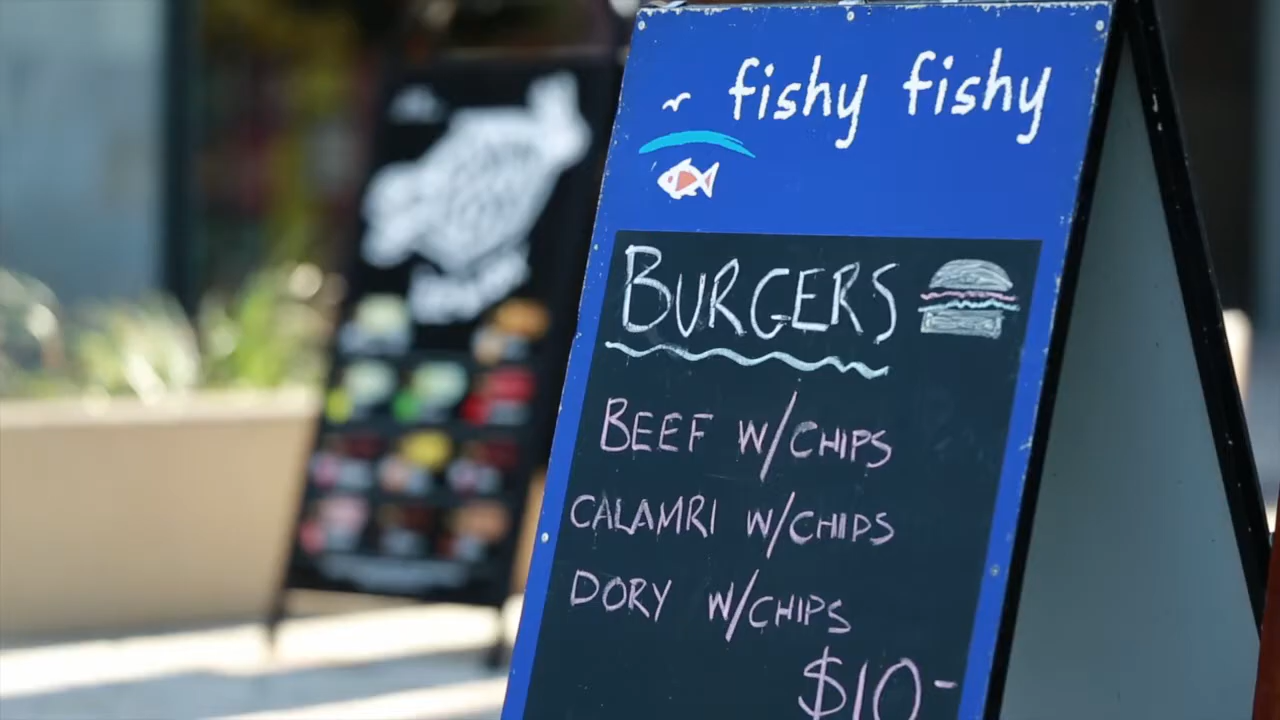 fishy fishy
BURGERS
BEEF W/CHIPS
CALAMRI W/CHIPS
DORY W/CHIPS
$10-